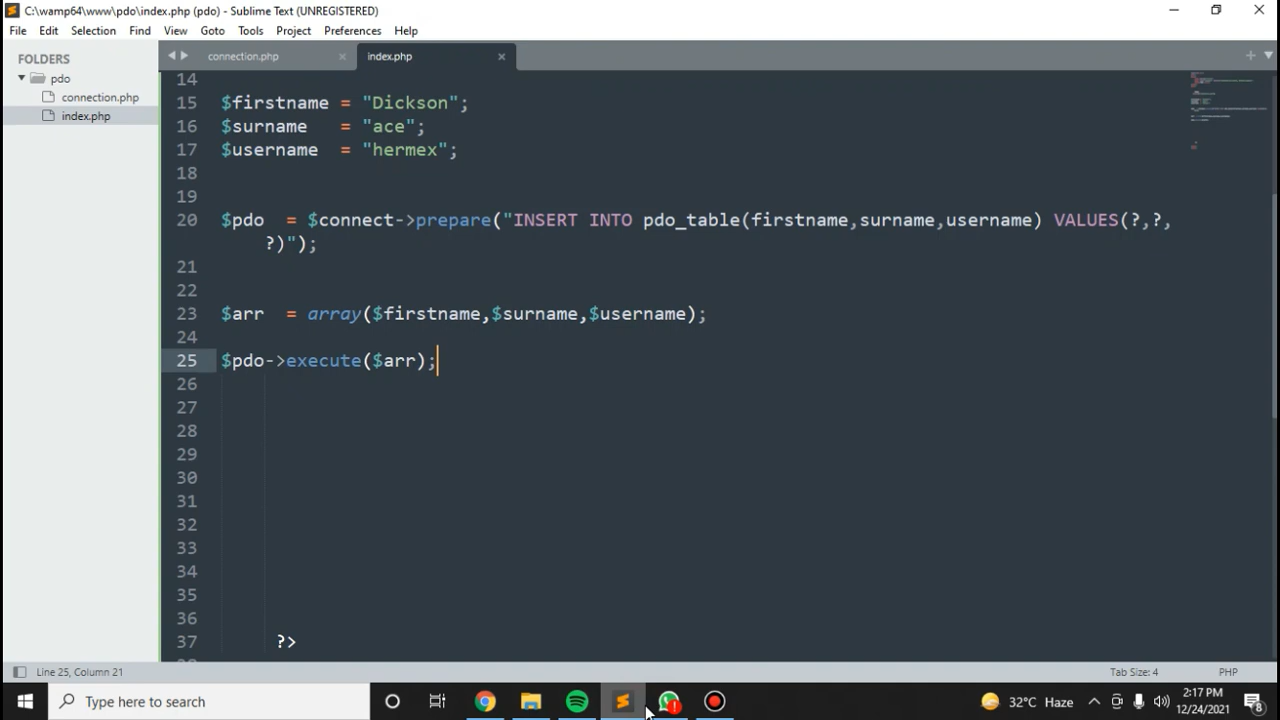 C:\wamp64\www\pdo\index.php (pdo) - Sublime Text (UNREGISTERED)
File Edit Selection Find View Goto Tools Project Preferences Help
FOLDERS
pdo
connection.php
index.php
connection.php × index.php ×
14
15 $firstname = "Dickson";
16 $surname = "ace";
17 $username = "hermex";
18
19
20 $pdo = $connect->prepare("INSERT INTO pdo_table(firstname,surname,username) VALUES(?,?,
?)");
21
22
23 $arr = array($firstname,$surname,$username);
24
25 $pdo->execute($arr);
26
27
28
29
30
31
32
33
34
35
36
37 ?>
Line 25, Column 21 Tab Size: 4 PHP
Type here to search 32°C Haze 2:17 PM
12/24/2021 8